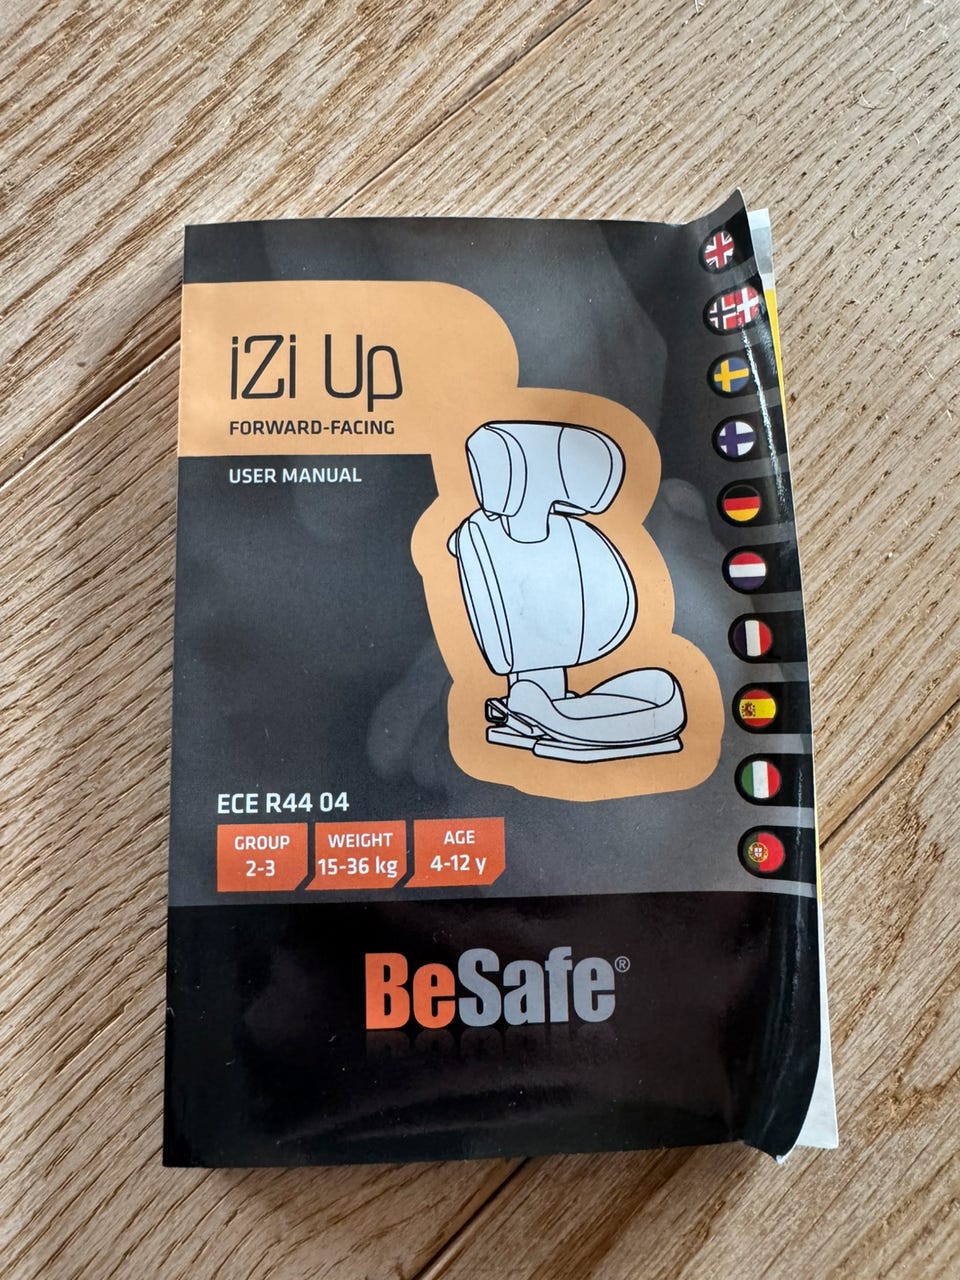 iZi Up
FORWARD-FACING
USER MANUAL
ECE R44 04
GROUP
2-3
WEIGHT
15-36 kg
AGE
4-12 y
BeSafe®